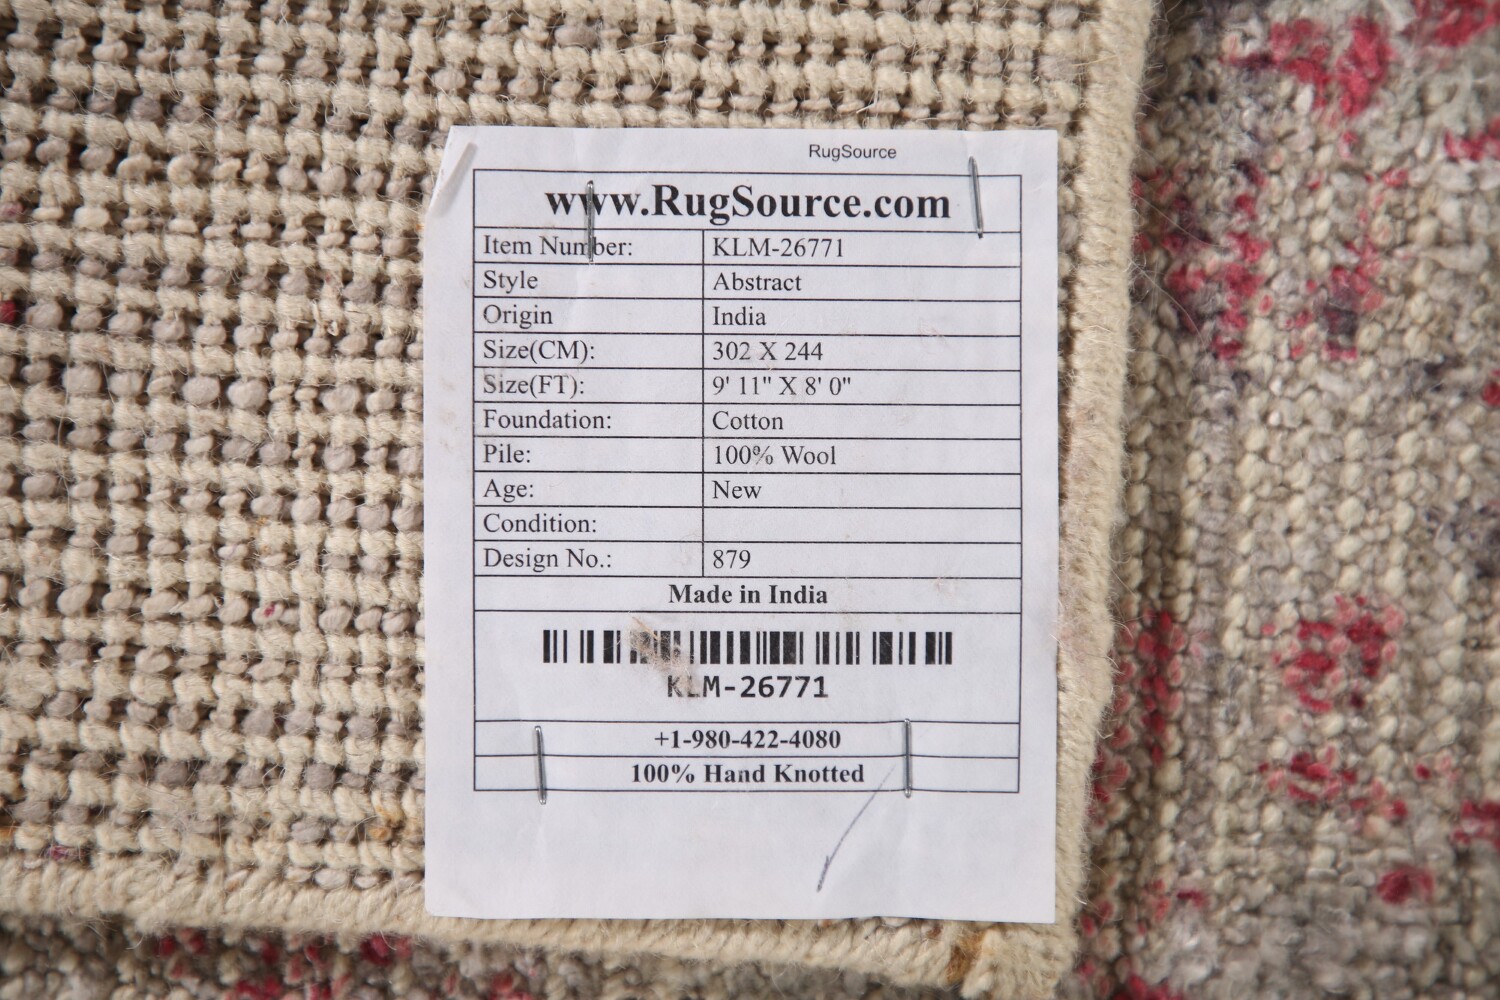 RugSource
www.RugSource.com
Item Number: KLM-26771
Style Abstract
Origin India
Size(CM): 302 X 244
Size(FT): 9' 11" X 8' 0"
Foundation: Cotton
Pile: 100% Wool
Age: New
Condition:
Design No.: 879
Made in India
KLM-26771
+1-980-422-4080
100% Hand Knotted